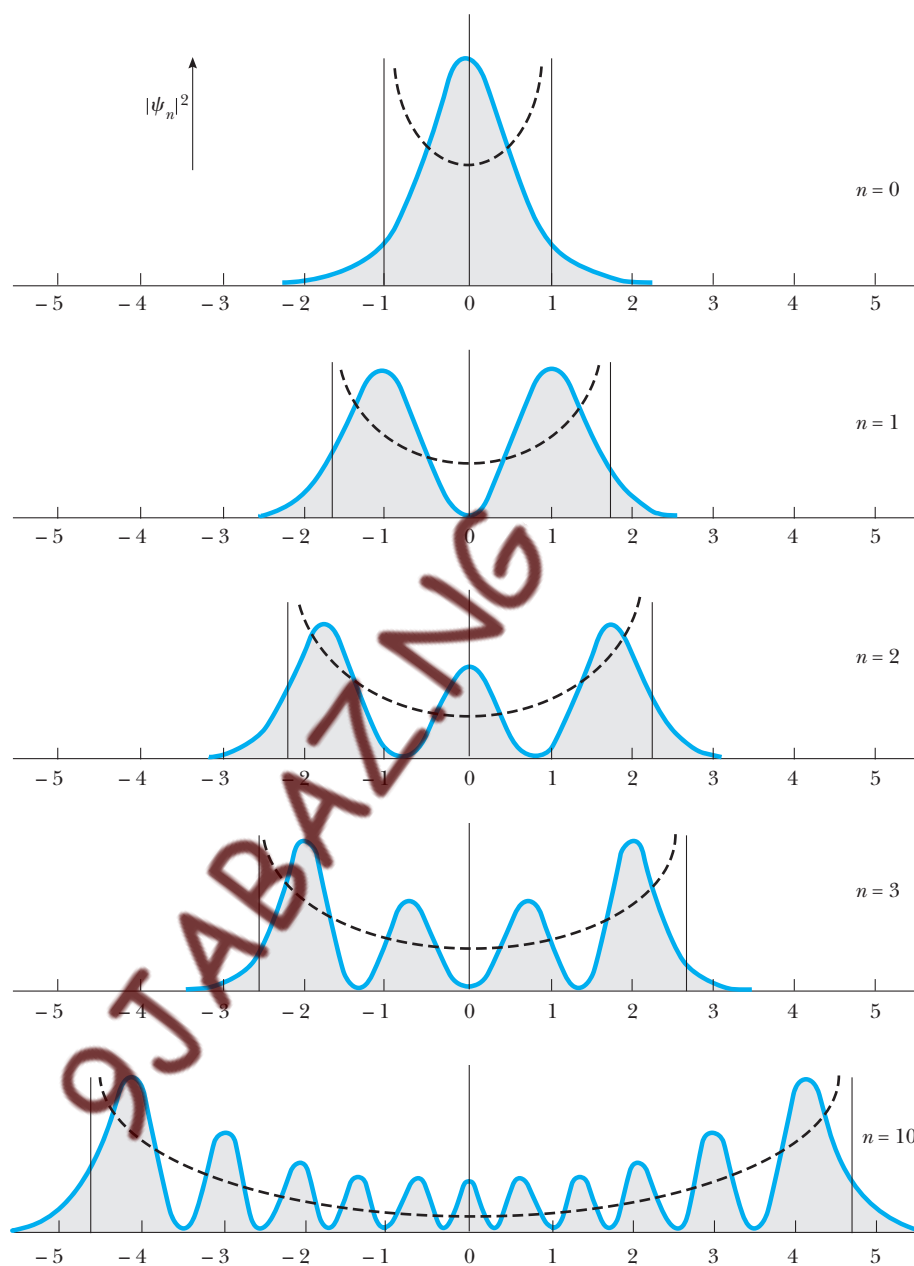 |ψn|²
n = 0
– 5 – 4 – 3 – 2 – 1 0 1 2 3 4 5
n = 1
– 5 – 4 – 3 – 2 – 1 0 1 2 3 4 5
n = 2
– 5 – 4 – 3 – 2 – 1 0 1 2 3 4 5
n = 3
– 5 – 4 – 3 – 2 – 1 0 1 2 3 4 5
n = 10
– 5 – 4 – 3 – 2 – 1 0 1 2 3 4 5
9JABAZ.NG